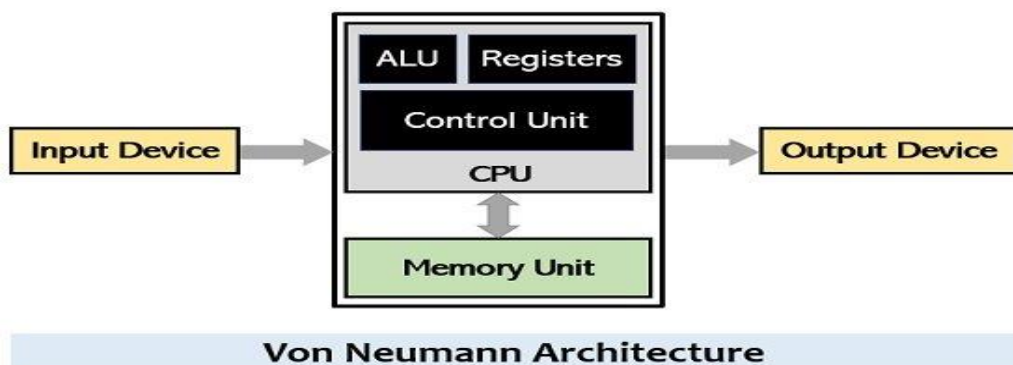 ALU
Registers
Control Unit
CPU
Input Device
Output Device
Memory Unit
Von Neumann Architecture